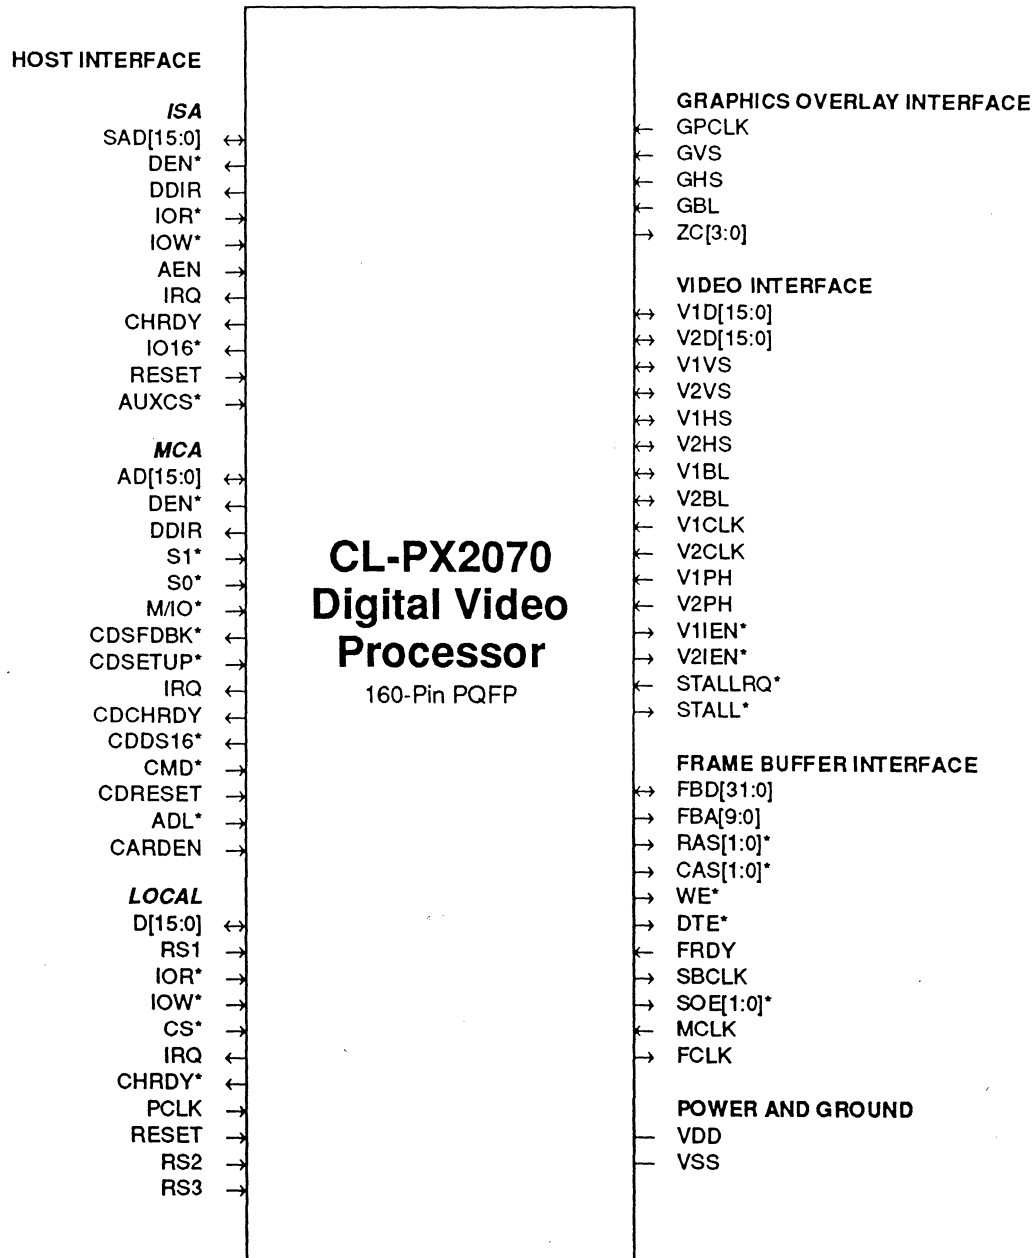 HOST INTERFACE
ISA
SAD[15:0]
DEN*
DDIR
IOR*
IOW*
AEN
IRQ
CHRDY
IO16*
RESET
AUXCS*
MCA
AD[15:0]
DEN*
DDIR
S1*
S0*
M/IO*
CDSFDBK*
CDSETUP*
IRQ
CDCHRDY
CDDS16*
CMD*
CDRESET
ADL*
CARDEN
LOCAL
D[15:0]
RS1
IOR*
IOW*
CS*
IRQ
CHRDY*
PCLK
RESET
RS2
RS3
CL-PX2070
Digital Video
Processor
160-Pin PQFP
GRAPHICS OVERLAY INTERFACE
GPCLK
GVS
GHS
GBL
ZC[3:0]
VIDEO INTERFACE
V1D[15:0]
V2D[15:0]
V1VS
V2VS
V1HS
V2HS
V1BL
V2BL
V1CLK
V2CLK
V1PH
V2PH
V1IEN*
V2IEN*
STALLRQ*
STALL*
FRAME BUFFER INTERFACE
FBD[31:0]
FBA[9:0]
RAS[1:0]*
CAS[1:0]*
WE*
DTE*
FRDY
SBCLK
SOE[1:0]*
MCLK
FCLK
POWER AND GROUND
VDD
VSS